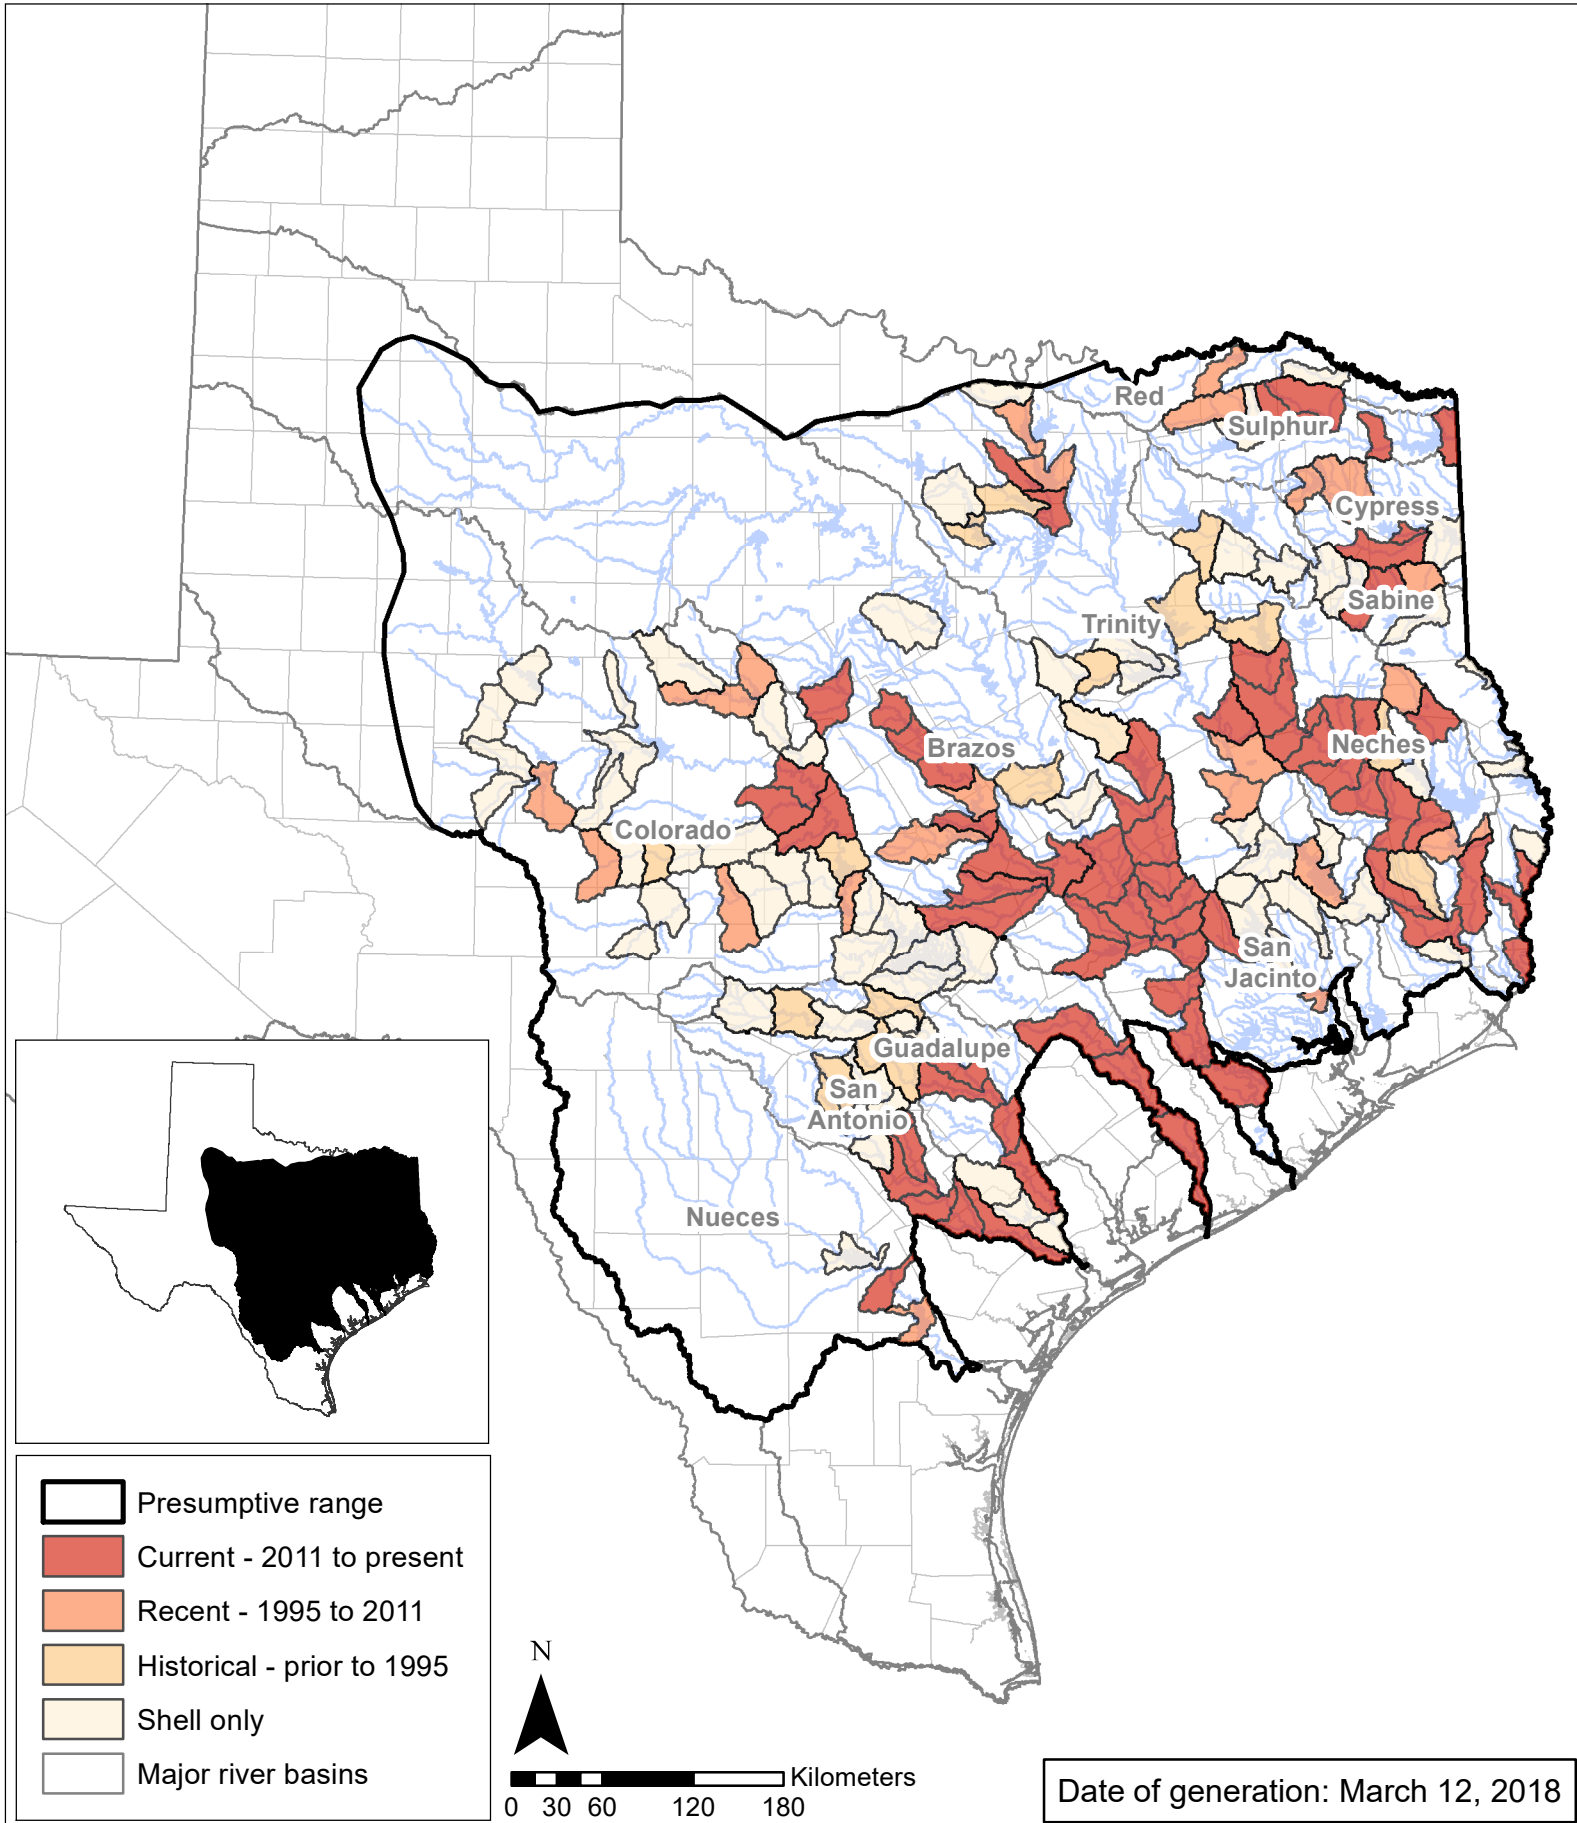 Red
Sulphur
Cypress
Sabine
Trinity
Neches
Brazos
Colorado
San
Jacinto
Guadalupe
San
Antonio
Nueces
Presumptive range
Current - 2011 to present
Recent - 1995 to 2011
Historical - prior to 1995
Shell only
Major river basins
N
Kilometers
0 30 60 120 180
Date of generation: March 12, 2018